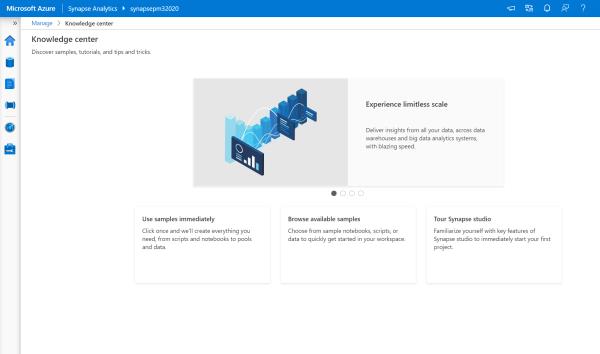 Microsoft Azure Synapse Analytics synapsepm32020
Manage Knowledge center
Knowledge center
Discover samples, tutorials, and tips and tricks.
Experience limitless scale
Deliver insights from all your data, across data
warehouses and big data analytics systems,
with blazing speed.
Use samples immediately
Click once and we'll create everything you
need, from scripts and notebooks to pools
and data.
Browse available samples
Choose from sample notebooks, scripts, or
data to quickly get started in your workspace.
Tour Synapse studio
Familiarize yourself with key features of
Synapse studio to immediately start your first
project.